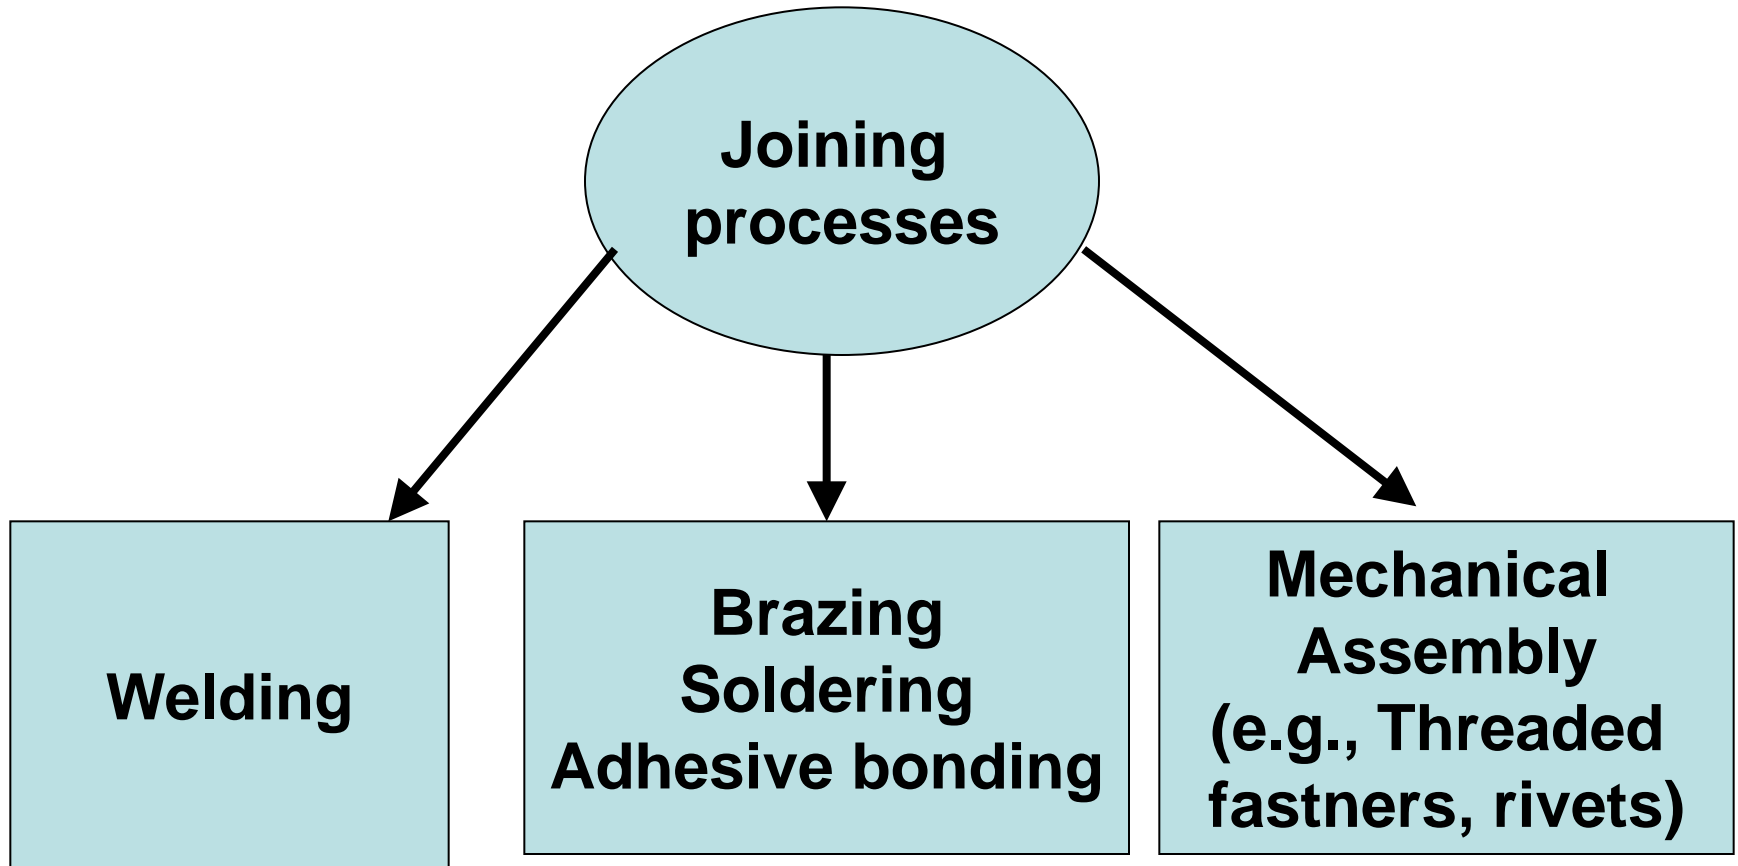 Joining
processes
Welding
Brazing
Soldering
Adhesive bonding
Mechanical
Assembly
(e.g., Threaded
fastners, rivets)